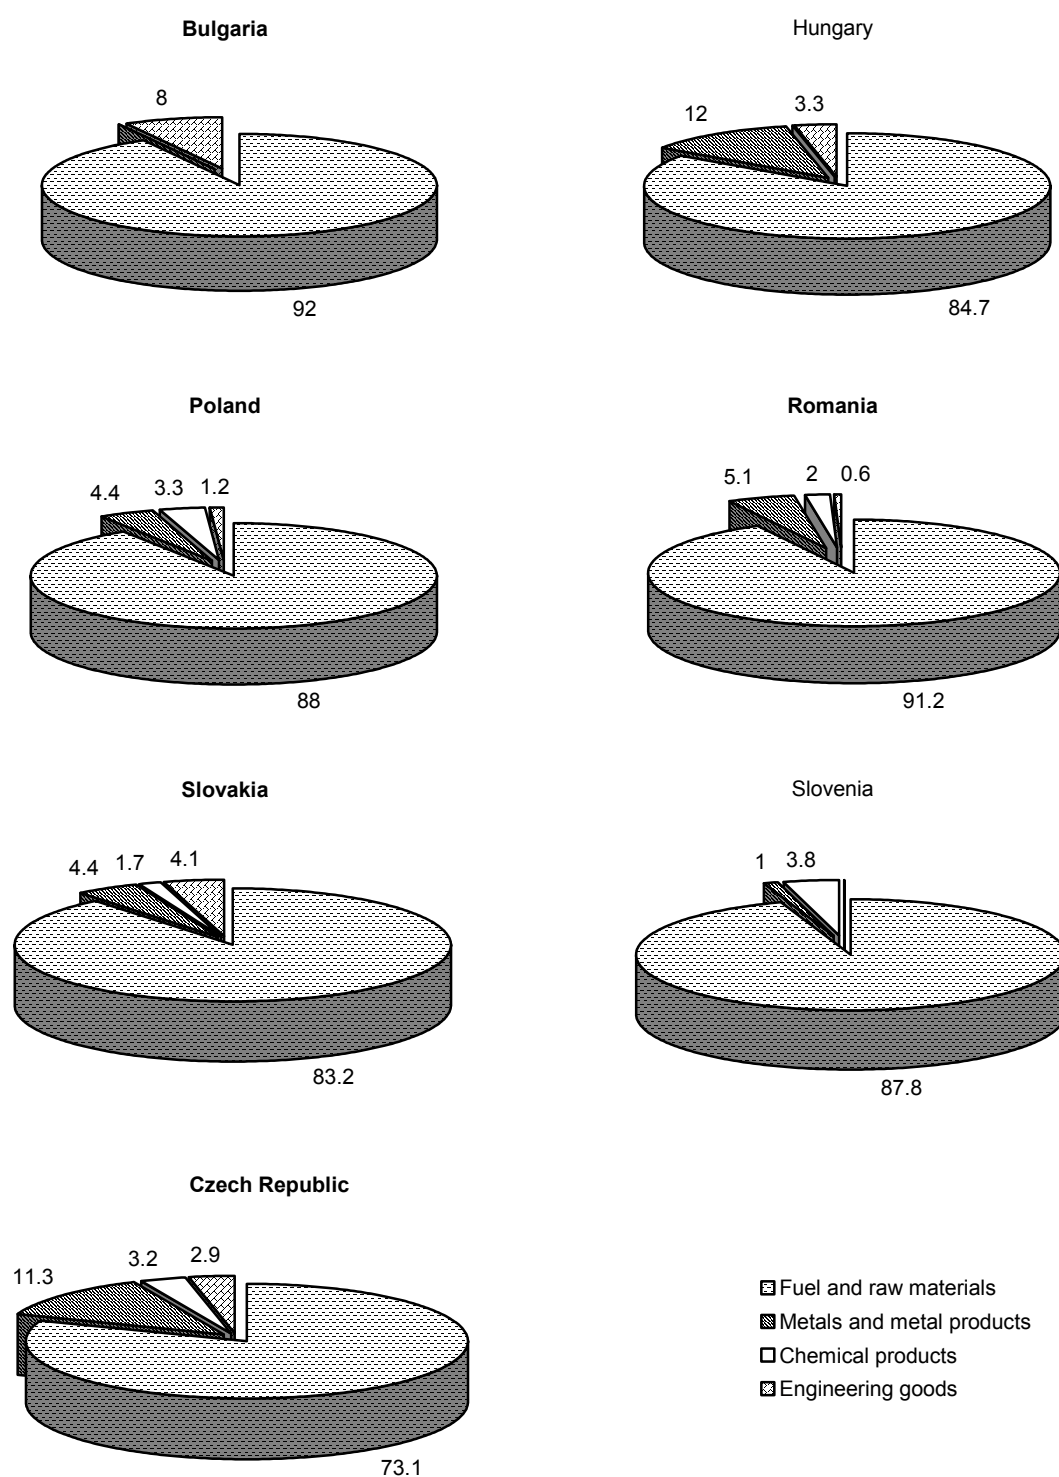 Bulgaria
8
92
Hungary
12
3.3
84.7
Poland
4.4
3.3
1.2
88
Romania
5.1
2
0.6
91.2
Slovakia
4.4
1.7
4.1
83.2
Slovenia
1
3.8
87.8
Czech Republic
11.3
3.2
2.9
73.1
Fuel and raw materials
Metals and metal products
Chemical products
Engineering goods